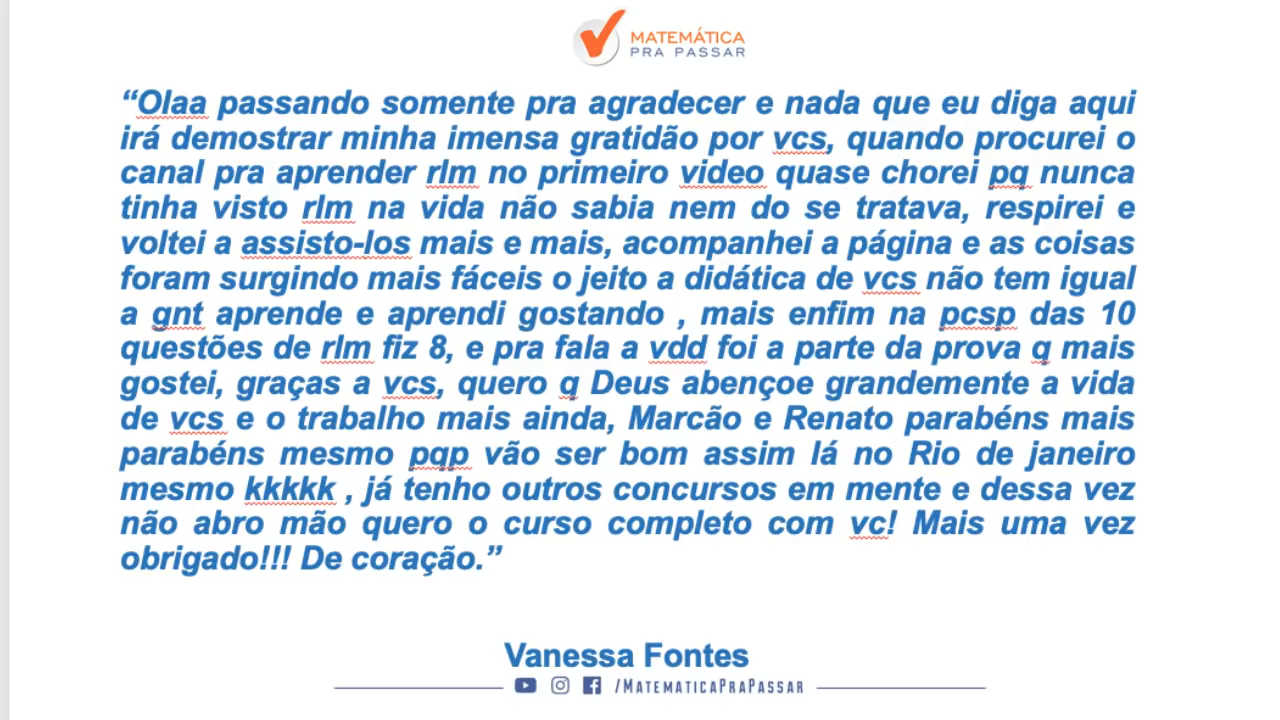 MATEMÁTICA
PRA PASSAR
“Olaa passando somente pra agradecer e nada que eu diga aqui
irá demostrar minha imensa gratidão por vcs, quando procurei o
canal pra aprender rlm no primeiro video quase chorei pq nunca
tinha visto rlm na vida não sabia nem do se tratava, respirei e
voltei a assisto-los mais e mais, acompanhei a página e as coisas
foram surgindo mais fáceis o jeito a didática de vcs não tem igual
a gnt aprende e aprendi gostando , mais enfim na pcsp das 10
questões de rlm fiz 8, e pra fala a vdd foi a parte da prova q mais
gostei, graças a vcs, quero q Deus abençoe grandemente a vida
de vcs e o trabalho mais ainda, Marcão e Renato parabéns mais
parabéns mesmo pqp vão ser bom assim lá no Rio de janeiro
mesmo kkkkk , já tenho outros concursos em mente e dessa vez
não abro mão quero o curso completo com vc! Mais uma vez
obrigado!!! De coração.”
Vanessa Fontes
/MATEMATICAPRAPASSAR